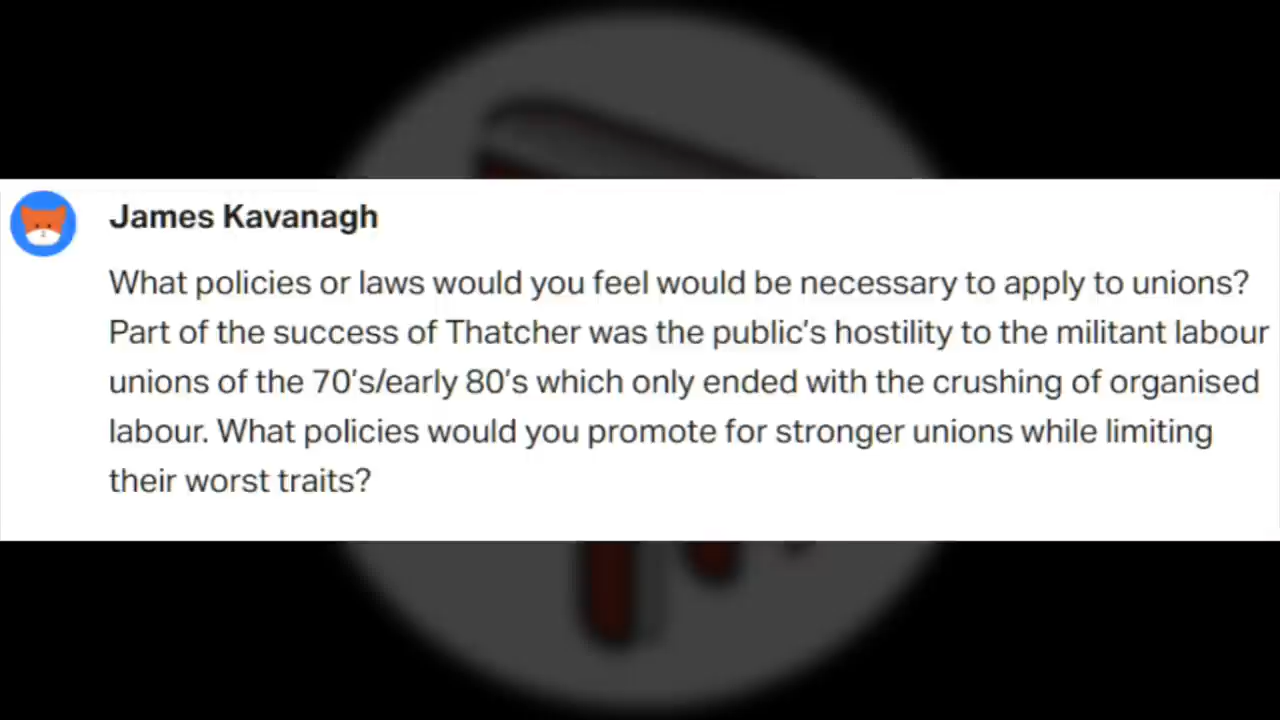 James Kavanagh
What policies or laws would you feel would be necessary to apply to unions?
Part of the success of Thatcher was the public's hostility to the militant labour
unions of the 70's/early 80's which only ended with the crushing of organised
labour. What policies would you promote for stronger unions while limiting
their worst traits?